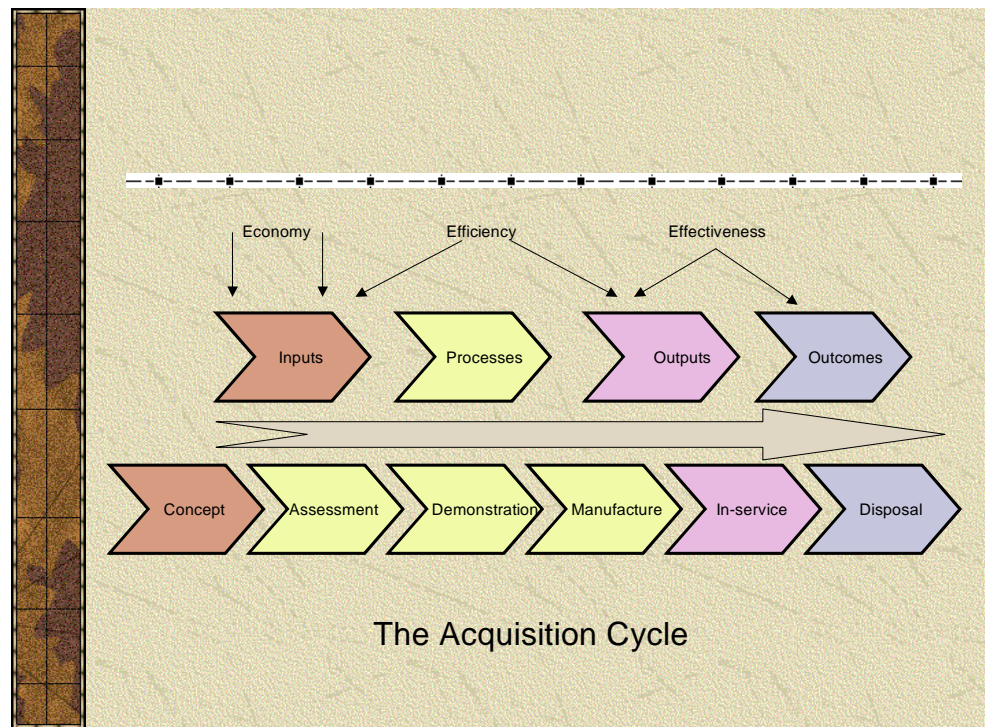 Economy Efficiency Effectiveness
Inputs Processes Outputs Outcomes
Concept Assessment Demonstration Manufacture In-service Disposal
The Acquisition Cycle